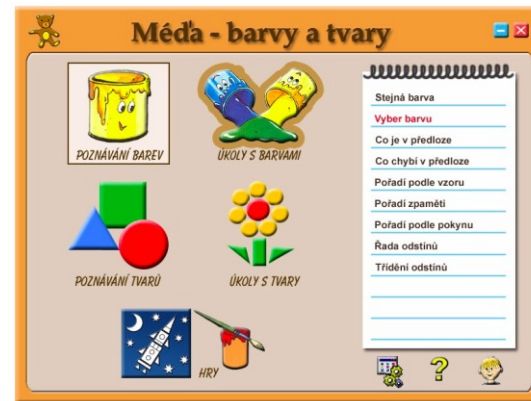 Méďa - barvy a tvary
POZNÁVÁNÍ BAREV
ÚKOLY S BARVAMI
POZNÁVÁNÍ TVARŮ
ÚKOLY S TVARY
HRY
Stejná barva
Vyber barvu
Co je v předloze
Co chybí v předloze
Pořadí podle vzoru
Pořadí zpaměti
Pořadí podle pokynu
Řada odstínů
Třídění odstínů
?